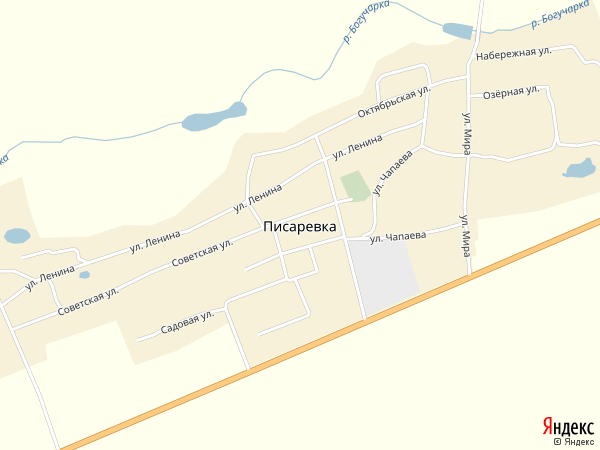 р. Богучарка
р. Богучарка
ка
Набережная ул.
Октябрьская ул.
Озёрная ул.
ул. Мира
ул. Ленина
ул. Чапаева
ул. Ленина
Писаревка
ул. Мира
ул. Чапаева
ул. Ленина
Советская ул.
ул. Ленина
Советская ул.
Садовая ул.
Яндекс
© Яндекс